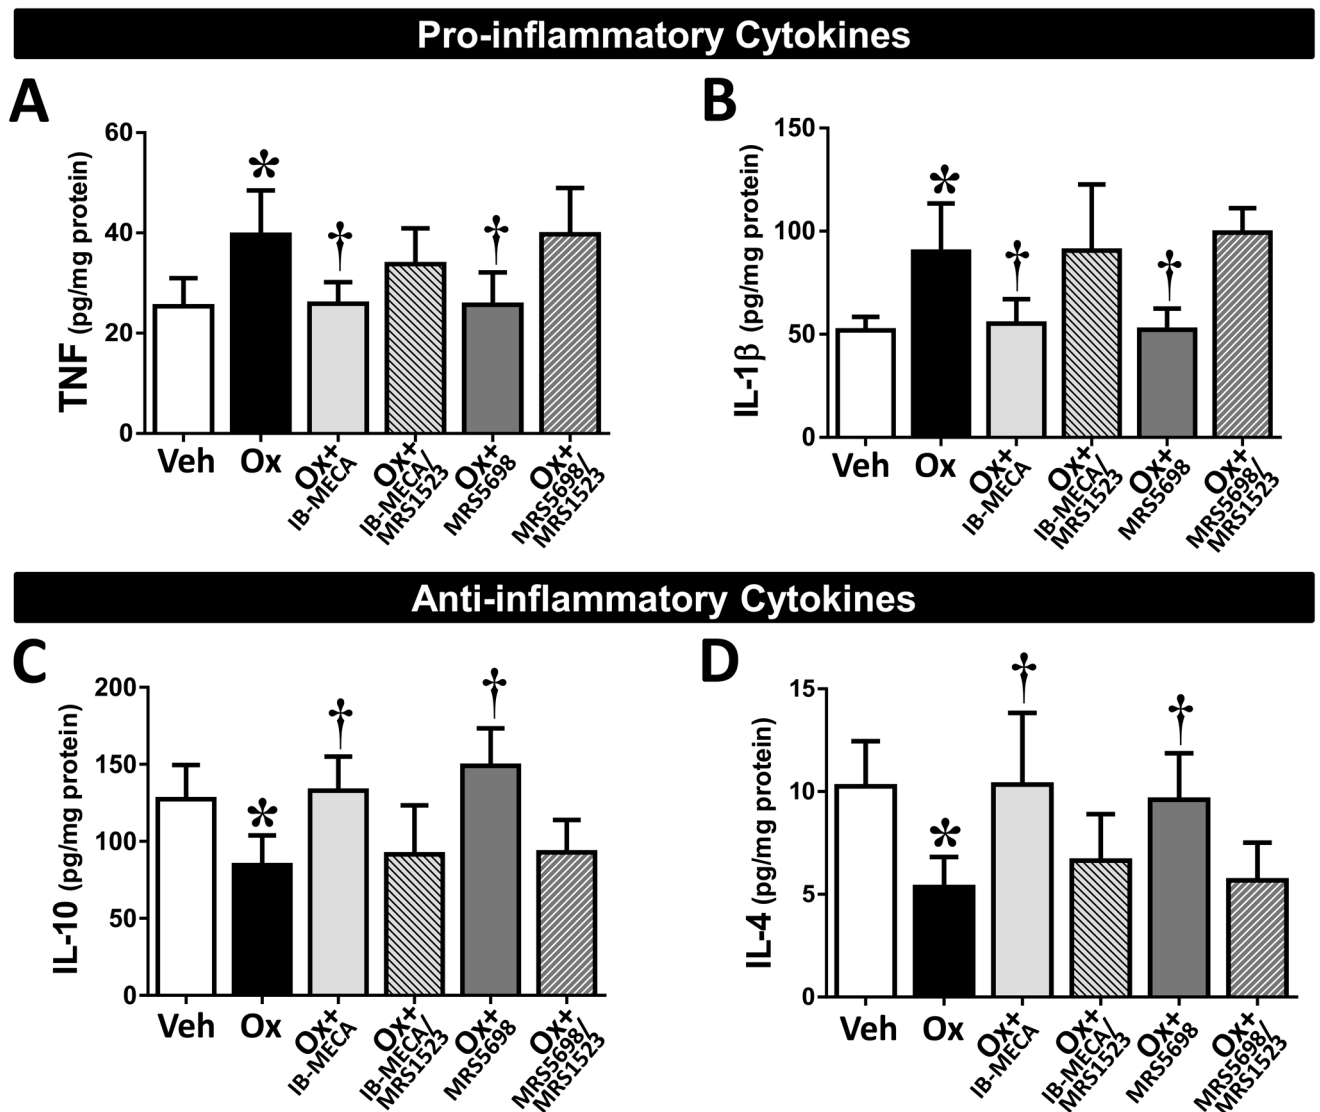 Pro-inflammatory Cytokines
A
TNF (pg/mg protein)
60
40
20
0
*
†
†
Veh
Ox
Ox+
IB-MECA
Ox+
IB-MECA/
MRS1523
Ox+
MRS5698
Ox+
MRS5698/
MRS1523
B
IL-1β (pg/mg protein)
150
100
50
0
*
†
†
Veh
Ox
Ox+
IB-MECA
Ox+
IB-MECA/
MRS1523
Ox+
MRS5698
Ox+
MRS5698/
MRS1523
Anti-inflammatory Cytokines
C
IL-10 (pg/mg protein)
200
150
100
50
0
*
†
†
Veh
Ox
Ox+
IB-MECA
Ox+
IB-MECA/
MRS1523
Ox+
MRS5698
Ox+
MRS5698/
MRS1523
D
IL-4 (pg/mg protein)
15
10
5
0
*
†
†
Veh
Ox
Ox+
IB-MECA
Ox+
IB-MECA/
MRS1523
Ox+
MRS5698
Ox+
MRS5698/
MRS1523